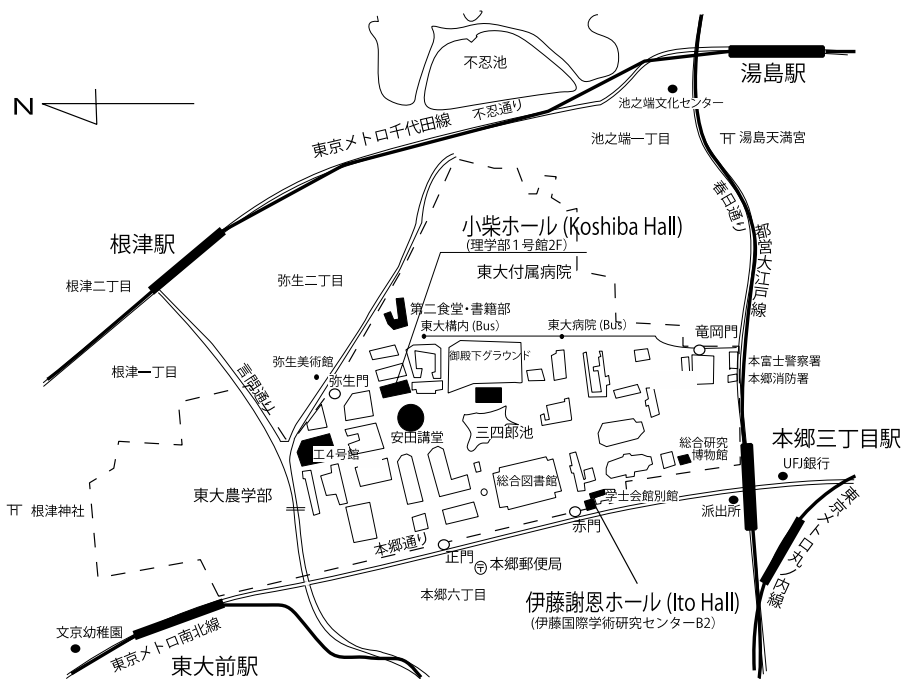 不忍池
湯島駅
N
池之端文化センター
不忍通り
東京メトロ千代田線
池之端一丁目
湯島天満宮
春日通り
小柴ホール (Koshiba Hall)
(理学部1号館2F)
根津駅
都営大江戸線
東大付属病院
弥生二丁目
根津二丁目
第二食堂・書籍部
東大構内 (Bus)
東大病院 (Bus)
竜岡門
御殿下グラウンド
弥生美術館
本富士警察署
根津一丁目
弥生門
本郷消防署
言問通り
安田講堂
三四郎池
本郷三丁目駅
総合研究
博物館
工4号館
UFJ銀行
総合図書館
東大農学部
学士会館別館
根津神社
派出所
赤門
東京メトロ丸ノ内線
本郷通り
正門
〒
本郷郵便局
本郷六丁目
伊藤謝恩ホール (Ito Hall)
(伊藤国際学術研究センターB2)
文京幼稚園
東京メトロ南北線
東大前駅